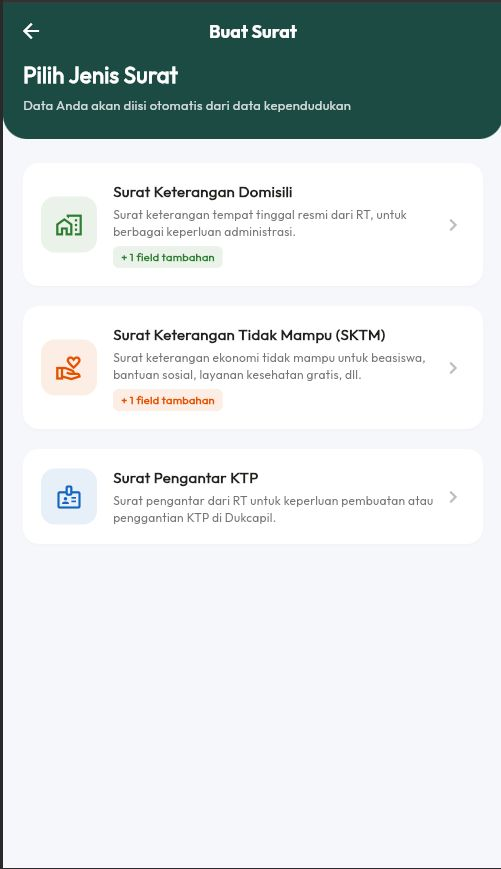 Buat Surat
Pilih Jenis Surat
Data Anda akan diisi otomatis dari data kependudukan
Surat Keterangan Domisili
Surat keterangan tempat tinggal resmi dari RT, untuk
berbagai keperluan administrasi.
+ 1 field tambahan
Surat Keterangan Tidak Mampu (SKTM)
Surat keterangan ekonomi tidak mampu untuk beasiswa,
bantuan sosial, layanan kesehatan gratis, dll.
+ 1 field tambahan
Surat Pengantar KTP
Surat pengantar dari RT untuk keperluan pembuatan atau
penggantian KTP di Dukcapil.